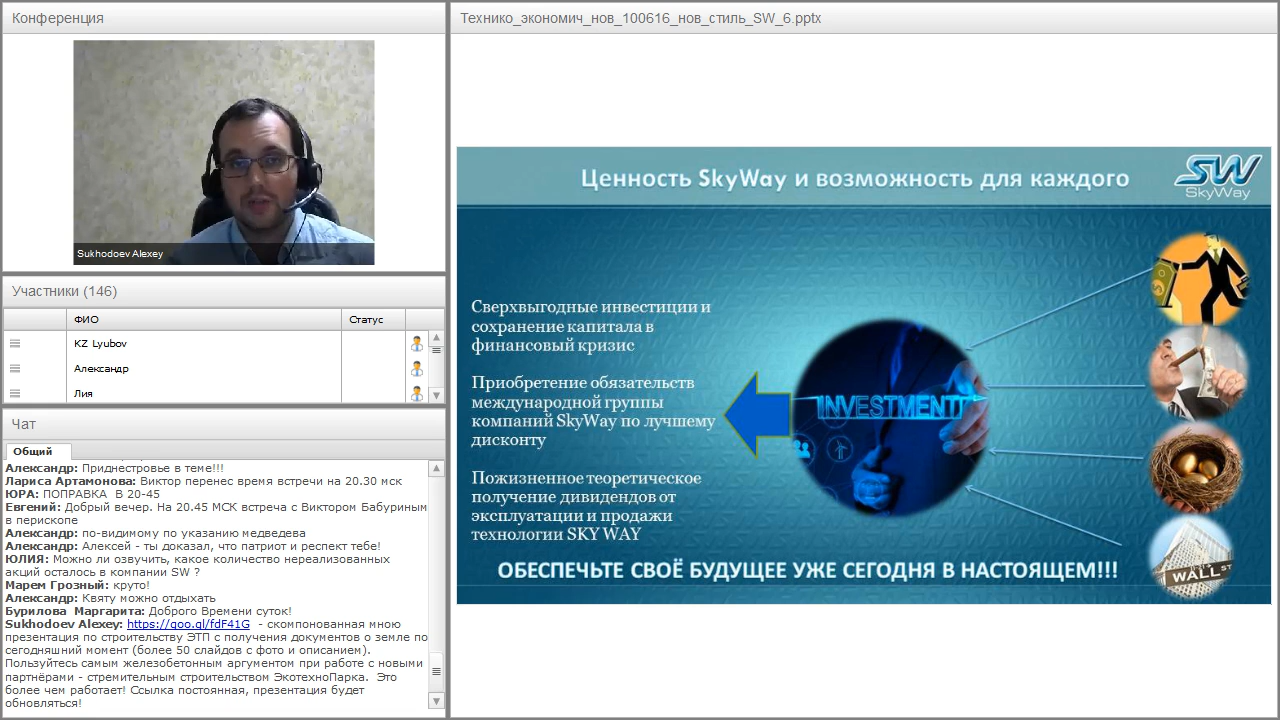 Конференция
Sukhodoev Alexey
Участники (146)
ФИО
Статус
KZ Lyubov
Александр
Лия
Чат
Общий
Александр: Приднестровье в теме!!!
Лариса Артамонова: Виктор перенес время встречи на 20.30 мск
ЮРА: ПОПРАВКА В 20-45
Евгений: Добрый вечер. На 20.45 МСК встреча с Виктором Бабуриным
в перископе
Александр: по-видимому по указанию медведева
Александр: Алексей - ты доказал, что патриот и респект тебе!
ЮЛИЯ: Можно ли озвучить, какое количество нереализованных
акций осталось в компании SW ?
Марем Грозный: круто!
Александр: Квяту можно отдыхать
Бурилова Маргарита: Доброго Времени суток!
Sukhodoev Alexey: https://goo.gl/fdF41G - скомпонованная мною
презентация по строительству ЭТП с получения документов о земле по
сегодняшний момент (более 50 слайдов с фото и описанием).
Пользуйтесь самым железобетонным аргументом при работе с новыми
партнёрами - стремительным строительством ЭкотехноПарка. Это
более чем работает! Ссылка постоянная, презентация будет
обновляться!
Технико_экономич_нов_100616_нов_стиль_SW_6.pptx
Ценность SkyWay и возможность для каждого
SW
SkyWay
Сверхвыгодные инвестиции и
сохранение капитала в
финансовый кризис
Приобретение обязательств
международной группы
компаний SkyWay по лучшему
дисконту
Пожизненное теоретическое
получение дивидендов от
эксплуатации и продажи
технологии SKY WAY
INVESTMENT
WALL ST
ОБЕСПЕЧЬТЕ СВОЁ БУДУЩЕЕ УЖЕ СЕГОДНЯ В НАСТОЯЩЕМ!!!